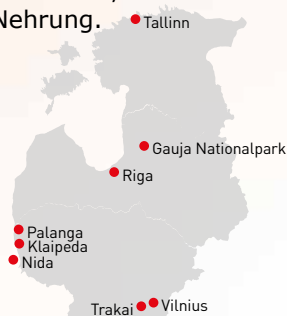 Nehrung.
Tallinn
Gauja Nationalpark
Riga
Palanga
Klaipeda
Nida
Trakai Vilnius